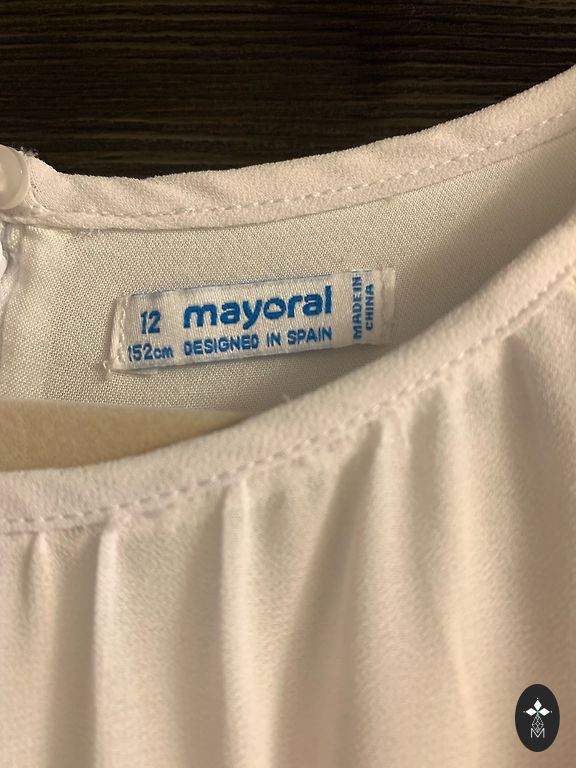 12 mayoral
152cm DESIGNED IN SPAIN
MADE IN
CHINA
M